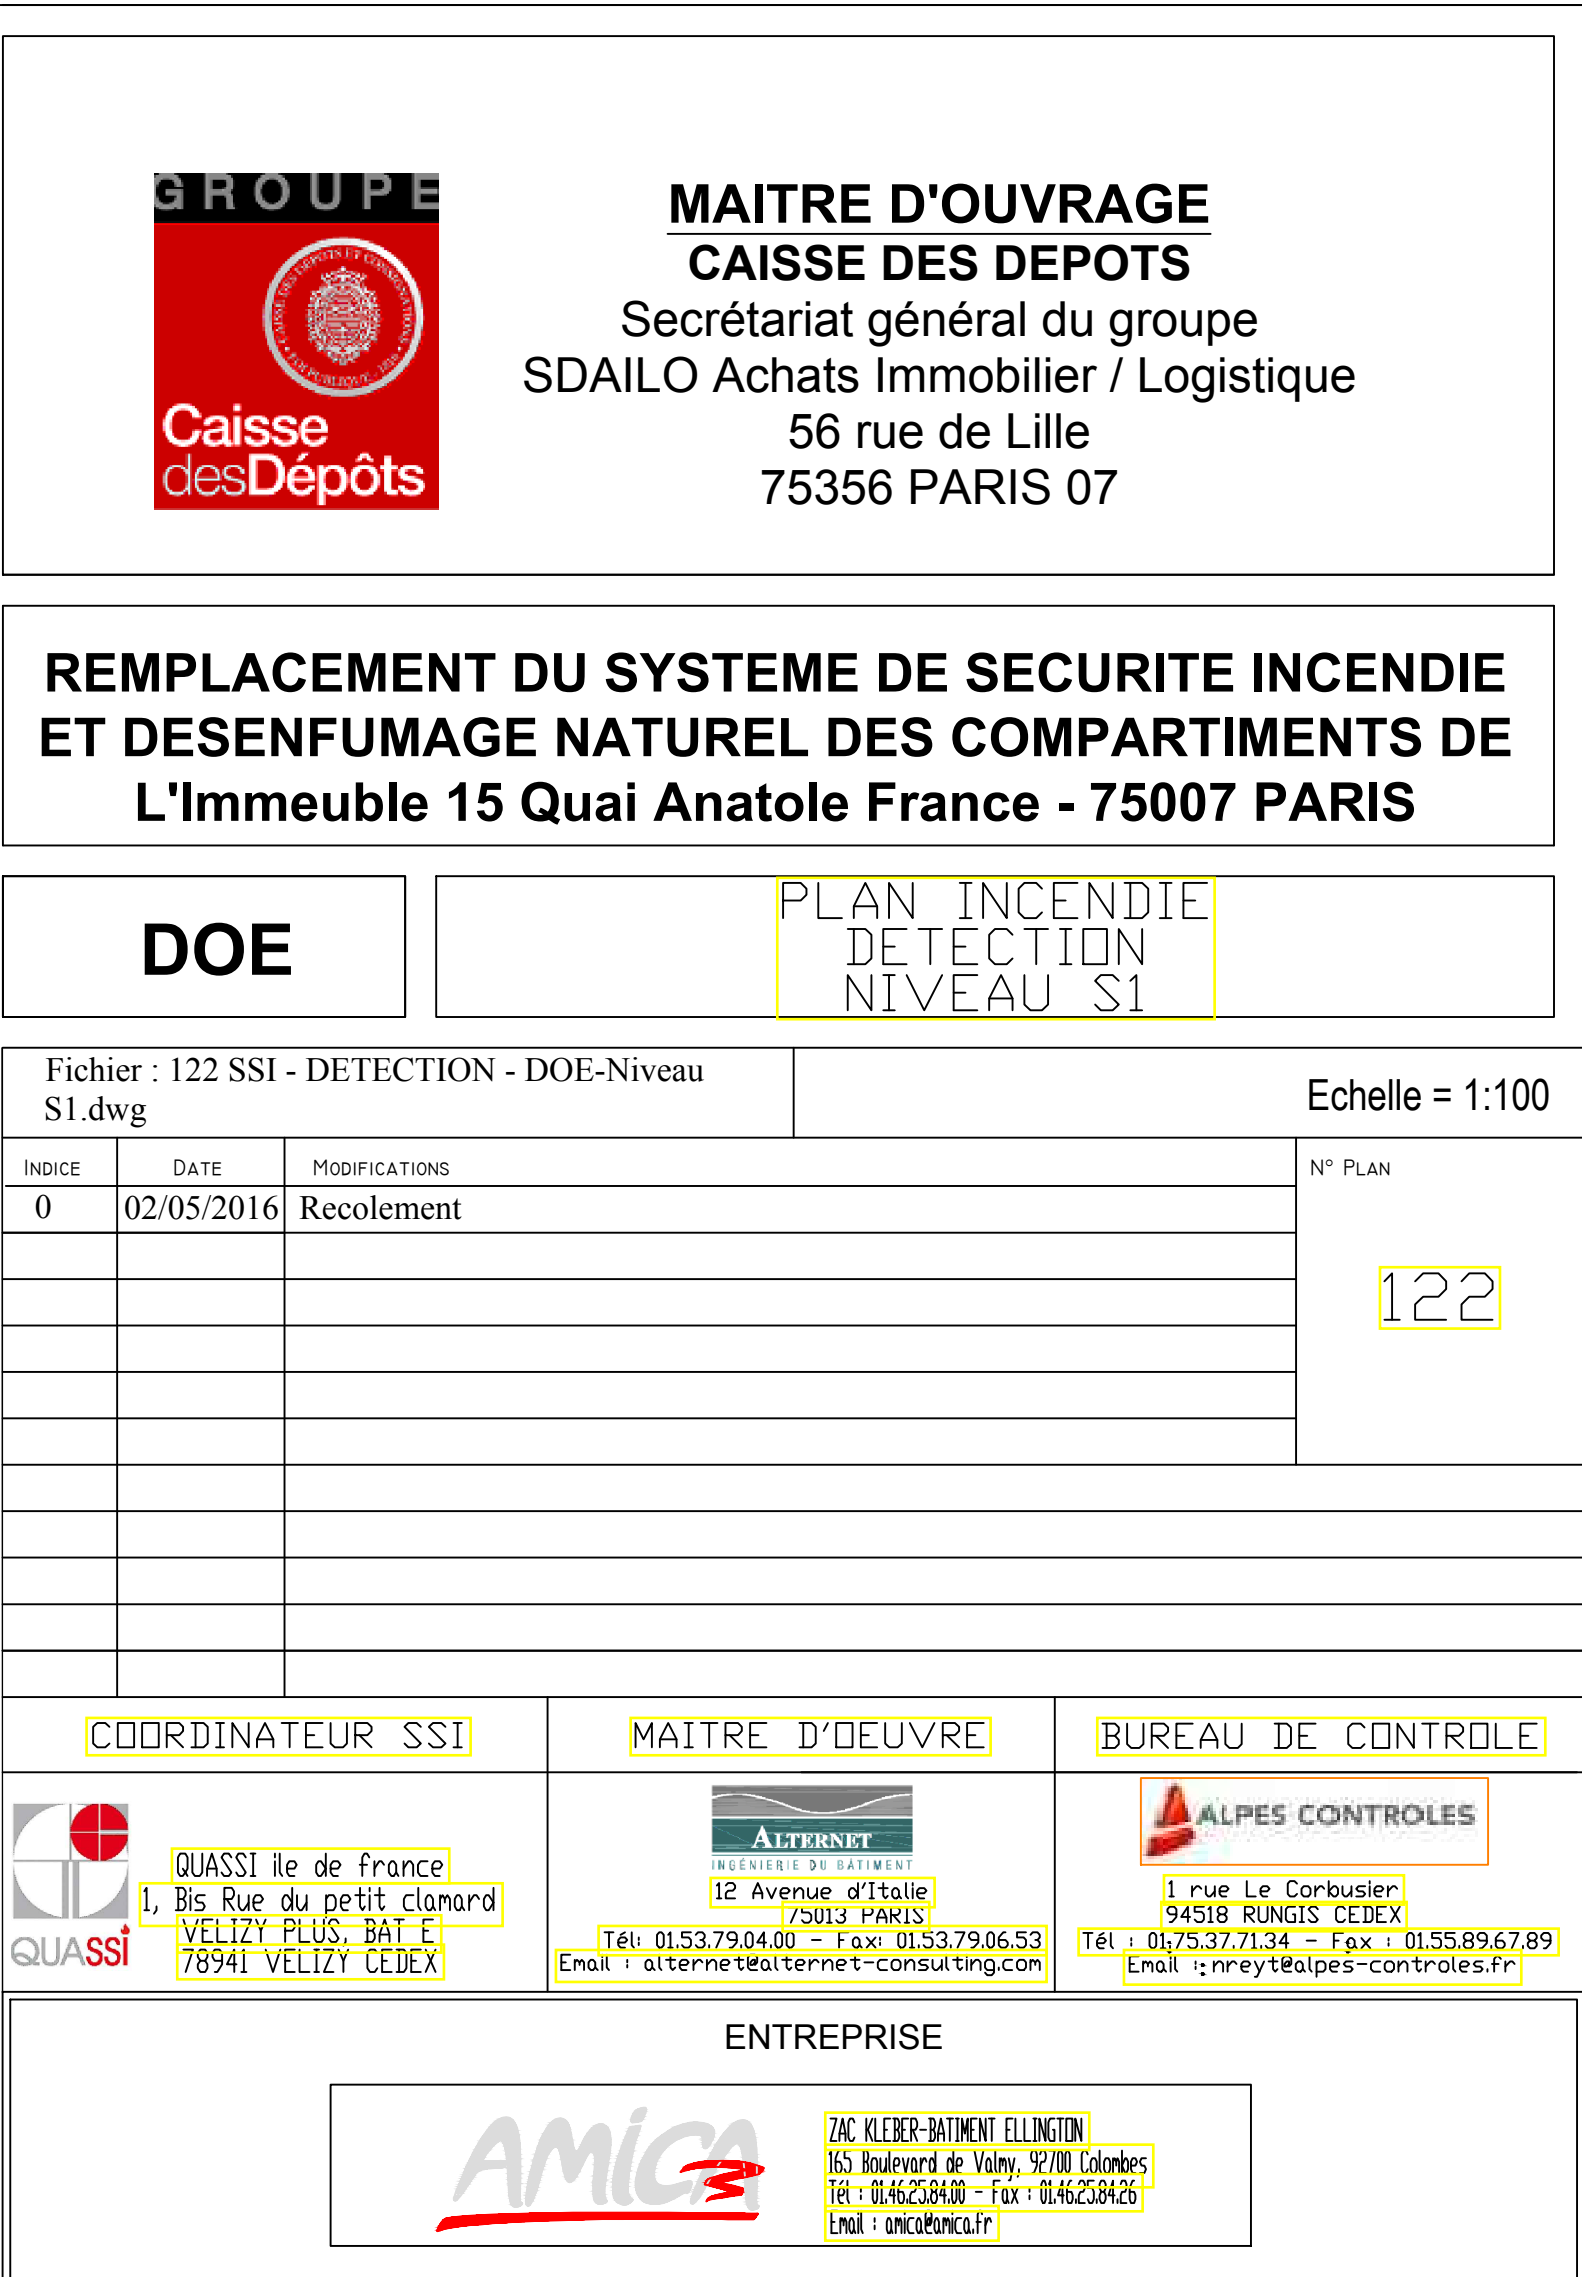 GROUPE
Caisse
desDépôts
MAITRE D'OUVRAGE
CAISSE DES DEPOTS
Secrétariat général du groupe
SDAILO Achats Immobilier / Logistique
56 rue de Lille
75356 PARIS 07
REMPLACEMENT DU SYSTEME DE SECURITE INCENDIE
ET DESENFUMAGE NATUREL DES COMPARTIMENTS DE
L'Immeuble 15 Quai Anatole France - 75007 PARIS
DOE
PLAN INCENDIE
DETECTION
NIVEAU S1
Fichier : 122 SSI - DETECTION - DOE-Niveau
S1.dwg
Echelle = 1:100
INDICE DATE MODIFICATIONS N° PLAN
0 02/05/2016 Recolement
122
COORDINATEUR SSI
QUASSI
QUASSI ile de france
1, Bis Rue du petit clamard
VELIZY PLUS, BAT E
78941 VELIZY CEDEX
MAITRE D'OEUVRE
ALTERNET
INGÉNIERIE DU BÂTIMENT
12 Avenue d'Italie
75013 PARIS
Tél: 01.53.79.04.00 - Fax: 01.53.79.06.53
Email : alternet@alternet-consulting.com
BUREAU DE CONTROLE
ALPES CONTROLES
1 rue Le Corbusier
94518 RUNGIS CEDEX
Tél : 01.75.37.71.34 - Fax : 01.55.89.67.89
Email : nreyt@alpes-controles.fr
ENTREPRISE
AMICA
ZAC KLEBER-BATIMENT ELLINGTON
165 Boulevard de Valmy, 92700 Colombes
Tél : 01.46.25.84.00 - Fax : 01.46.25.84.26
Email : amica@amica.fr